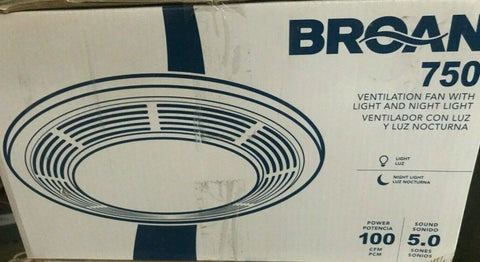 BROAN
750
VENTILATION FAN WITH
LIGHT AND NIGHT LIGHT
VENTILADOR CON LUZ
Y LUZ NOCTURNA
LIGHT
LUZ
NIGHT LIGHT
LUZ NOCTURNA
POWER
POTENCIA
100
CFM
PCM
SOUND
SONIDO
5.0
SONES
SONIOS